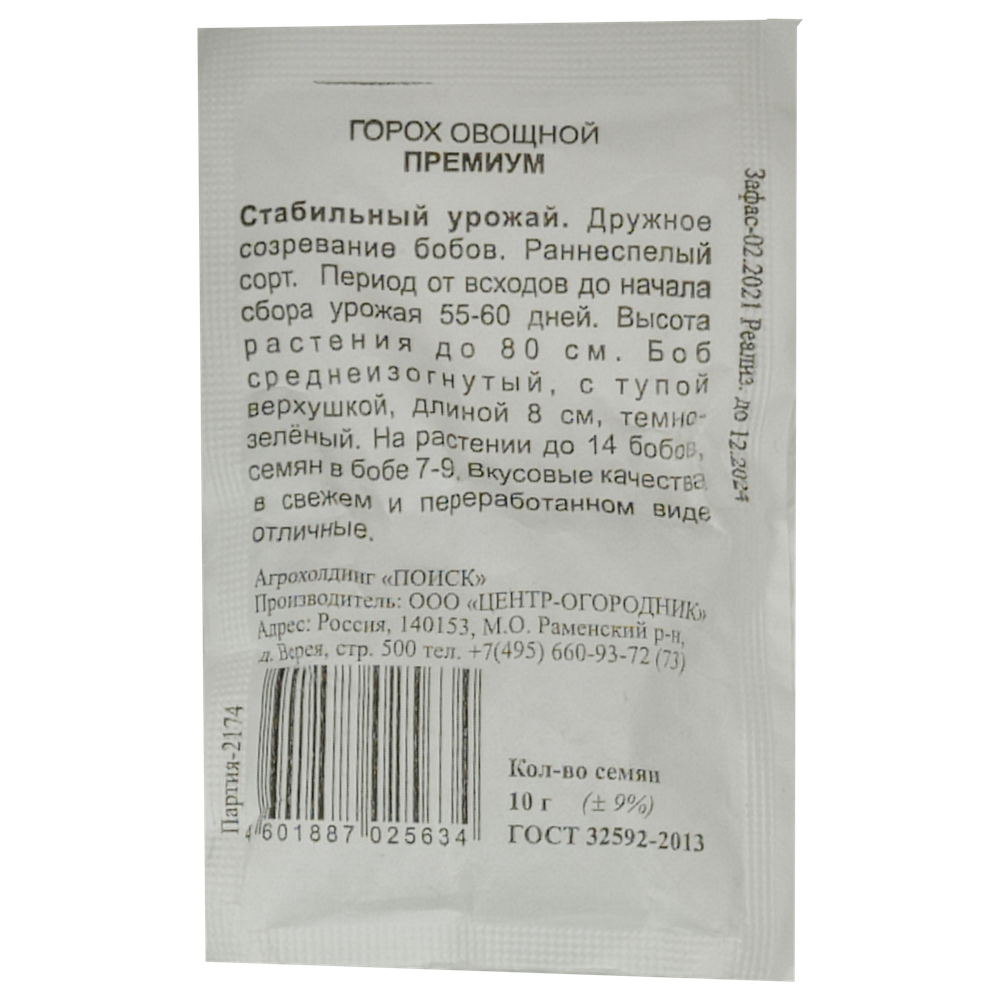 ГОРОХ ОВОЩНОЙ
ПРЕМИУМ
Стабильный урожай. Дружное
созревание бобов. Раннеспелый
сорт. Период от всходов до начала
сбора урожая 55-60 дней. Высота
растения до 80 см. Боб
среднеизогнутый, с тупой
верхушкой, длиной 8 см, темно-
зелёный. На растении до 14 бобов,
семян в бобе 7-9. Вкусовые качества
в свежем и переработанном виде
отличные.
Агрохолдинг «ПОИСК»
Производитель: ООО «ЦЕНТР-ОГОРОДНИК»
Адрес: Россия, 140153, М.О. Раменский р-н,
д. Верея, стр. 500 тел. +7(495) 660-93-72 (73)
Зафас-02.2021 Реализ. до 12.2024
Партия-2174
4 601887 025634
Кол-во семян
10 г (± 9%)
ГОСТ 32592-2013